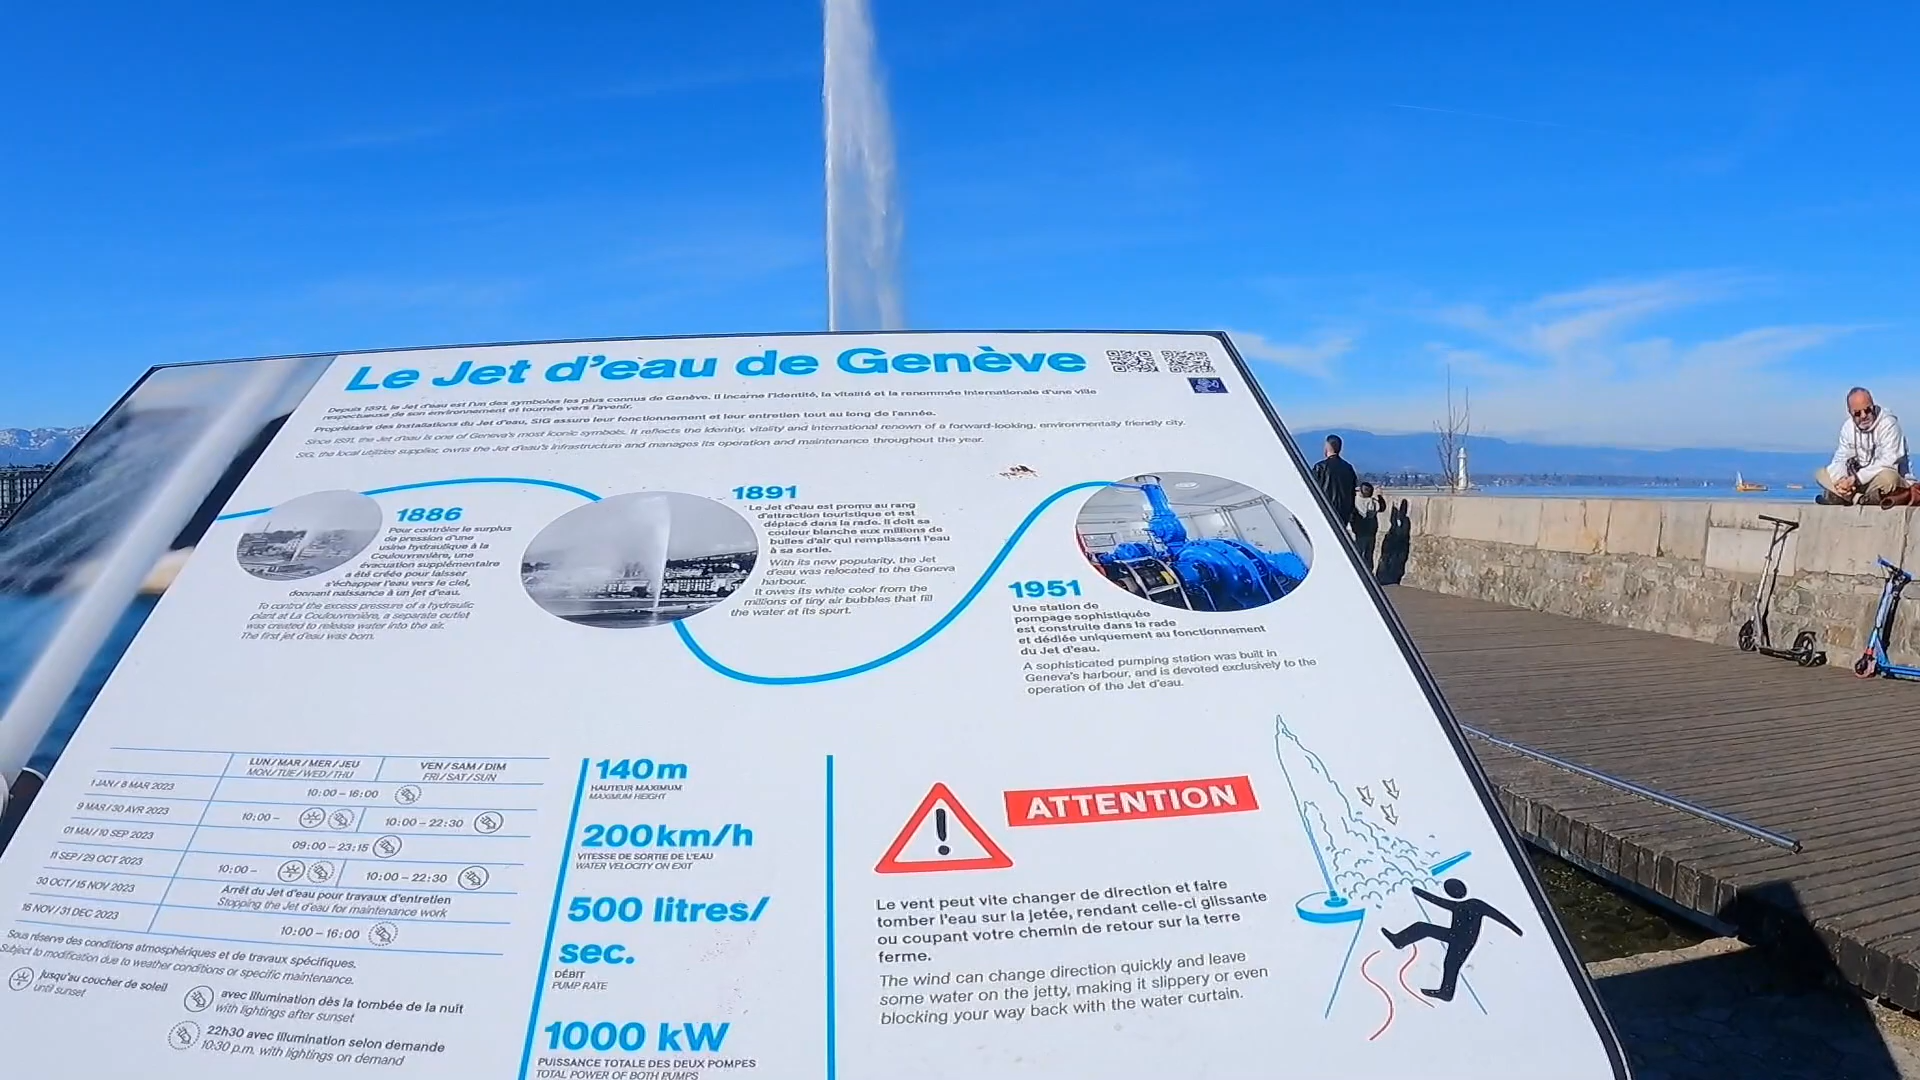 Le Jet d'eau de Genève
Depuis 1891, le Jet d'eau est l'un des symboles les plus connus de Genève. Il incarne l'identité, la vitalité et la renommée internationale d'une ville
respectueuse de son environnement et tournée vers l'avenir.
Propriétaire des installations du Jet d'eau, SIG assure leur fonctionnement et leur entretien tout au long de l'année.
Since 1891, the Jet d'eau is one of Geneva's most iconic symbols. It reflects the identity, vitality and international renown of a forward-looking, environmentally friendly city.
SIG, the local utilities supplier, owns the Jet d'eau's infrastructure and manages its operation and maintenance throughout the year.
1886
Pour contrôler le surplus
de pression d'une
usine hydraulique à la
Coulouvrenière, une
évacuation supplémentaire
a été créée pour laisser
s'échapper l'eau vers le ciel,
donnant naissance à un jet d'eau.
To control the excess pressure of a hydraulic
plant at La Coulouvrenière, a separate outlet
was created to release water into the air.
The first jet d'eau was born.
1891
Le Jet d'eau est promu au rang
d'attraction touristique et est
déplacé dans la rade. Il doit sa
couleur blanche aux millions de
bulles d'air qui remplissent l'eau
à sa sortie.
With its new popularity, the Jet
d'eau was relocated to the Geneva
harbour.
It owes its white color from the
millions of tiny air bubbles that fill
the water at its spurt.
1951
Une station de
pompage sophistiquée
est construite dans la rade
et dédiée uniquement au fonctionnement
du Jet d'eau.
A sophisticated pumping station was built in
Geneva's harbour, and is devoted exclusively to the
operation of the Jet d'eau.
LUN / MAR / MER / JEU VEN / SAM / DIM
MON / TUE / WED / THU FRI / SAT / SUN
1 JAN / 8 MAR 2023 10:00 – 16:00
9 MAR / 30 AVR 2023 10:00 – 10:00 – 22:30
01 MAI / 10 SEP 2023 09:00 – 23:15
11 SEP / 29 OCT 2023 10:00 – 10:00 – 22:30
30 OCT / 15 NOV 2023 Arrêt du Jet d'eau pour travaux d'entretien
Stopping the Jet d'eau for maintenance work
16 NOV / 31 DEC 2023 10:00 – 16:00
Sous réserve des conditions atmosphériques et de travaux spécifiques.
Subject to modification due to weather conditions or specific maintenance.
jusqu'au coucher de soleil
until sunset
avec illumination dès la tombée de la nuit
with lightings after sunset
22h30 avec illumination selon demande
10:30 p.m. with lightings on demand
140 m
HAUTEUR MAXIMUM
MAXIMUM HEIGHT
200 km/h
VITESSE DE SORTIE DE L'EAU
WATER VELOCITY ON EXIT
500 litres/
sec.
DÉBIT
PUMP RATE
1000 kW
PUISSANCE TOTALE DES DEUX POMPES
TOTAL POWER OF BOTH PUMPS
ATTENTION
Le vent peut vite changer de direction et faire
tomber l'eau sur la jetée, rendant celle-ci glissante
ou coupant votre chemin de retour sur la terre
ferme.
The wind can change direction quickly and leave
some water on the jetty, making it slippery or even
blocking your way back with the water curtain.